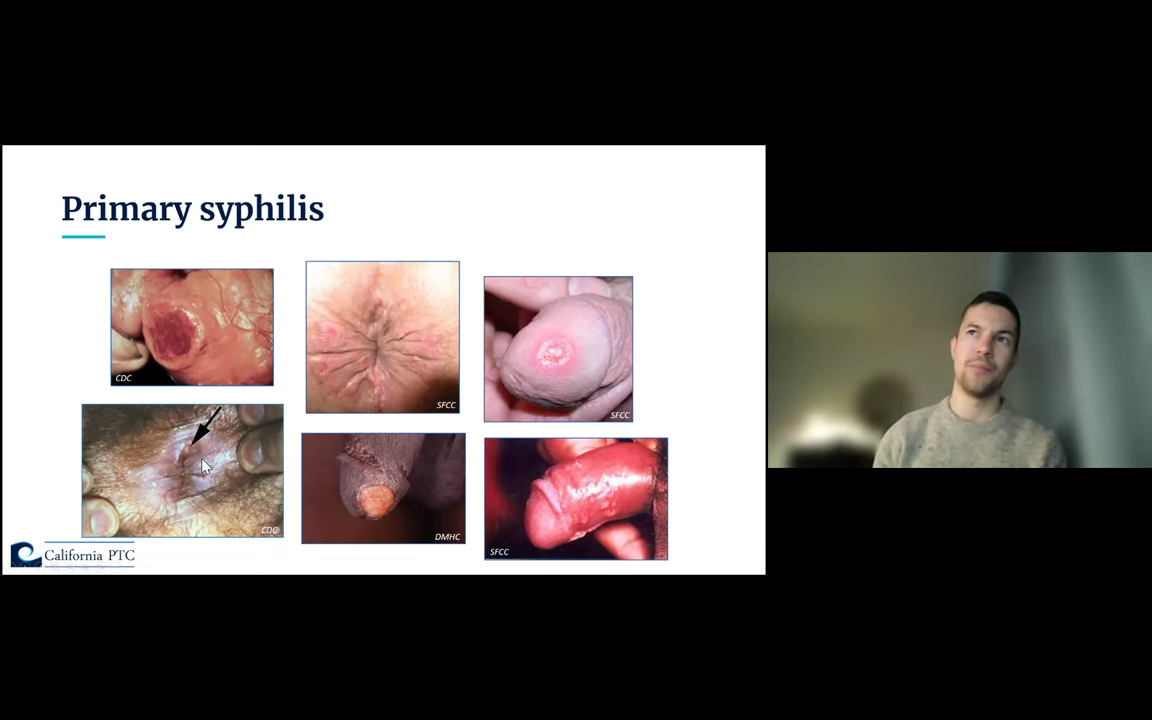 Primary syphilis
CDC
SFCC
SFCC
CDC
DMHC
SFCC
California PTC